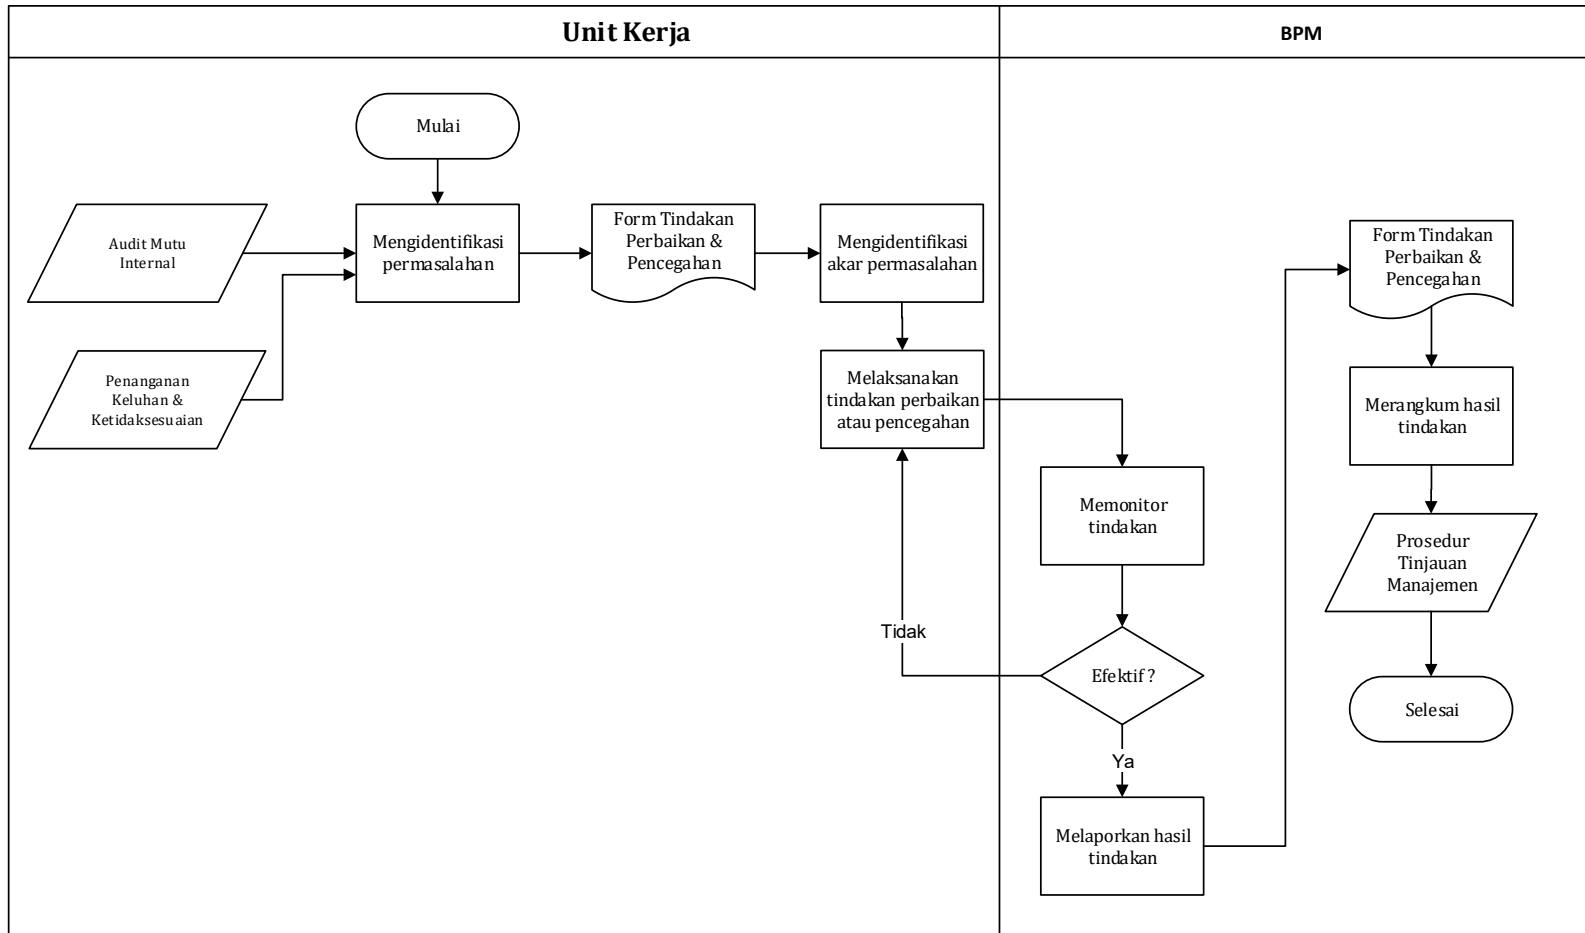 Unit Kerja
BPM
Mulai
Audit Mutu
Internal
Mengidentifikasi
permasalahan
Form Tindakan
Perbaikan &
Pencegahan
Mengidentifikasi
akar permasalahan
Penanganan
Keluhan &
Ketidaksesuaian
Melaksanakan
tindakan perbaikan
atau pencegahan
Memonitor
tindakan
Efektif ?
Tidak
Ya
Melaporkan hasil
tindakan
Form Tindakan
Perbaikan &
Pencegahan
Merangkum hasil
tindakan
Prosedur
Tinjauan
Manajemen
Selesai